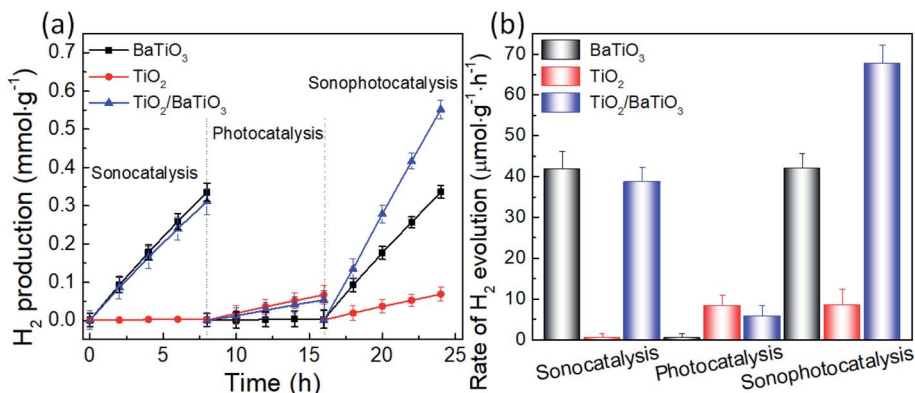 (a)
H₂ production (mmol·g⁻¹)
0.7
0.6
0.5
0.4
0.3
0.2
0.1
0.0
BaTiO₃
TiO₂
TiO₂/BaTiO₃
Sonocatalysis
Photocatalysis
Sonophotocatalysis
0 5 10 15 20 25
Time (h)
(b)
Rate of H₂ evolution (μmol·g⁻¹·h⁻¹)
70
60
50
40
30
20
10
0
BaTiO₃
TiO₂
TiO₂/BaTiO₃
Sonocatalysis
Photocatalysis
Sonophotocatalysis